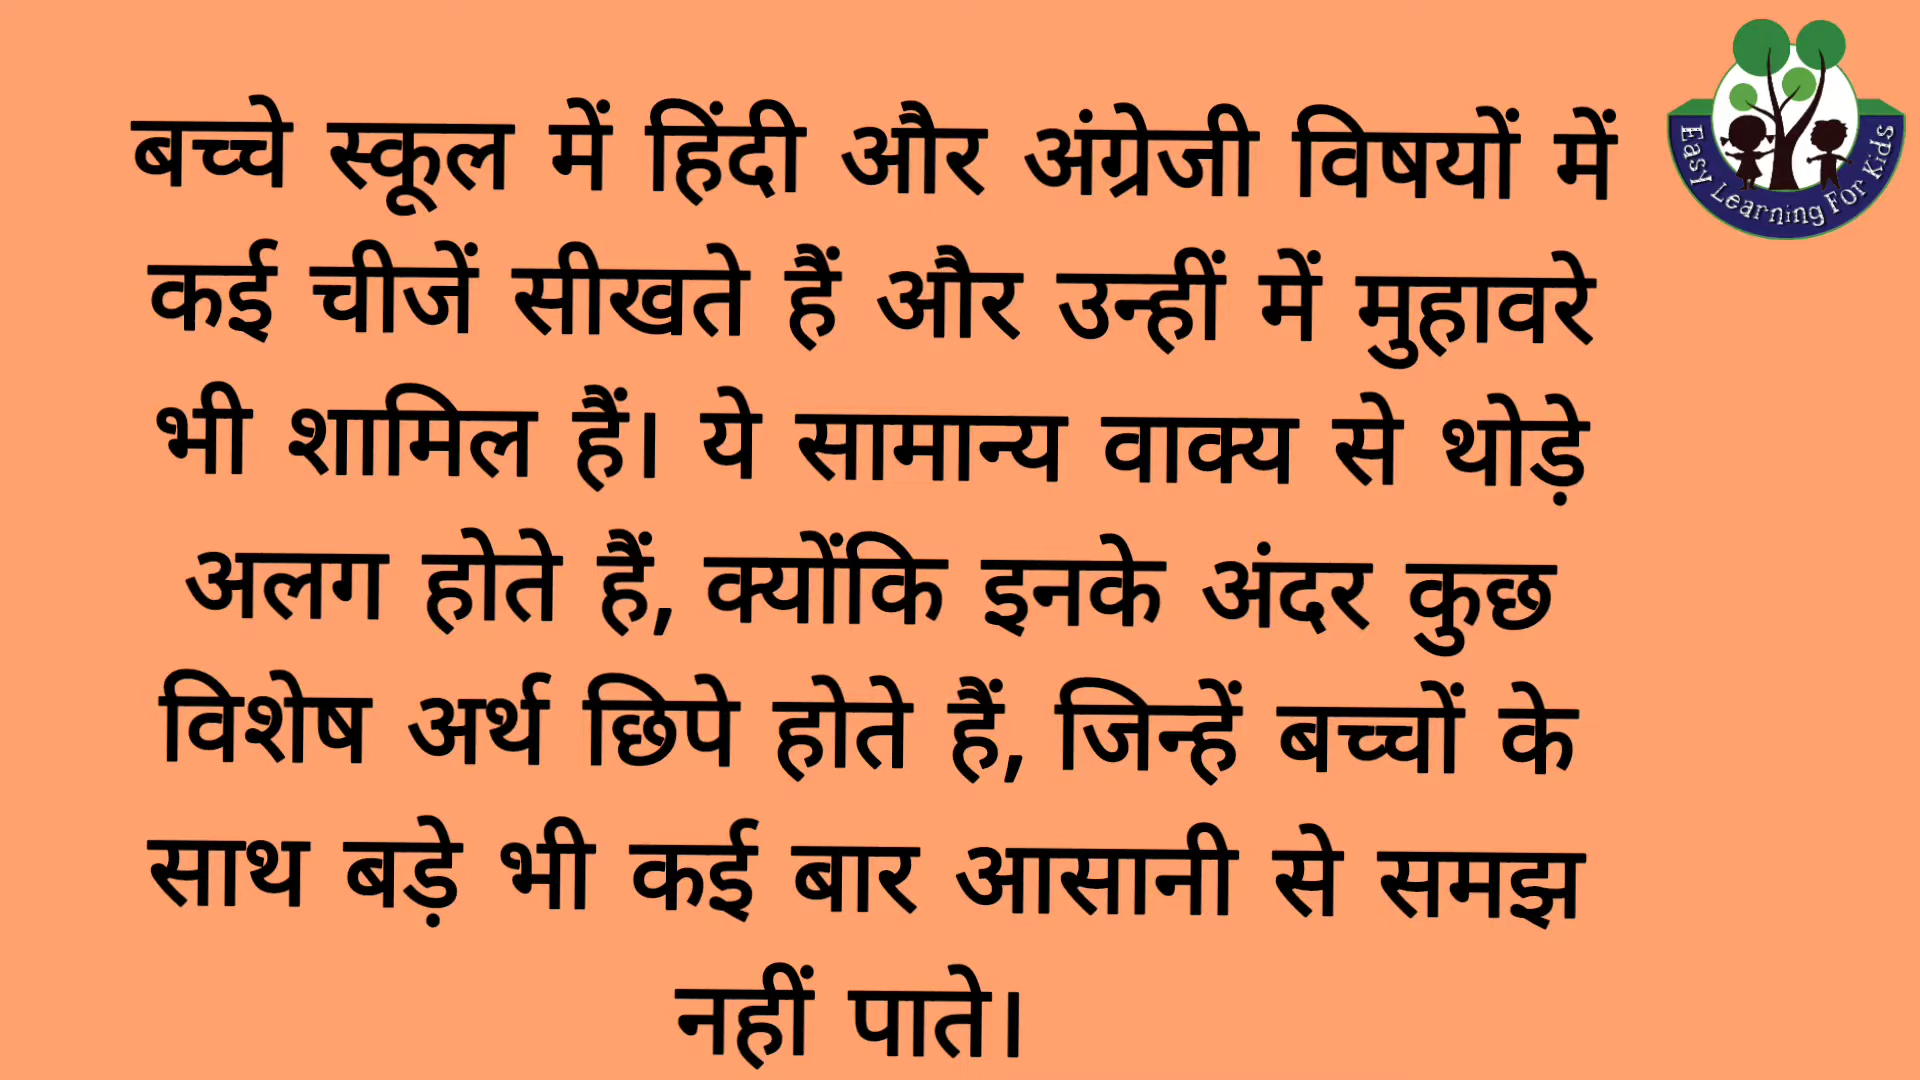 बच्चे स्कूल में हिंदी और अंग्रेजी विषयों में
कई चीजें सीखते हैं और उन्हीं में मुहावरे
भी शामिल हैं। ये सामान्य वाक्य से थोड़े
अलग होते हैं, क्योंकि इनके अंदर कुछ
विशेष अर्थ छिपे होते हैं, जिन्हें बच्चों के
साथ बड़े भी कई बार आसानी से समझ
नहीं पाते।
Easy Learning For Kids